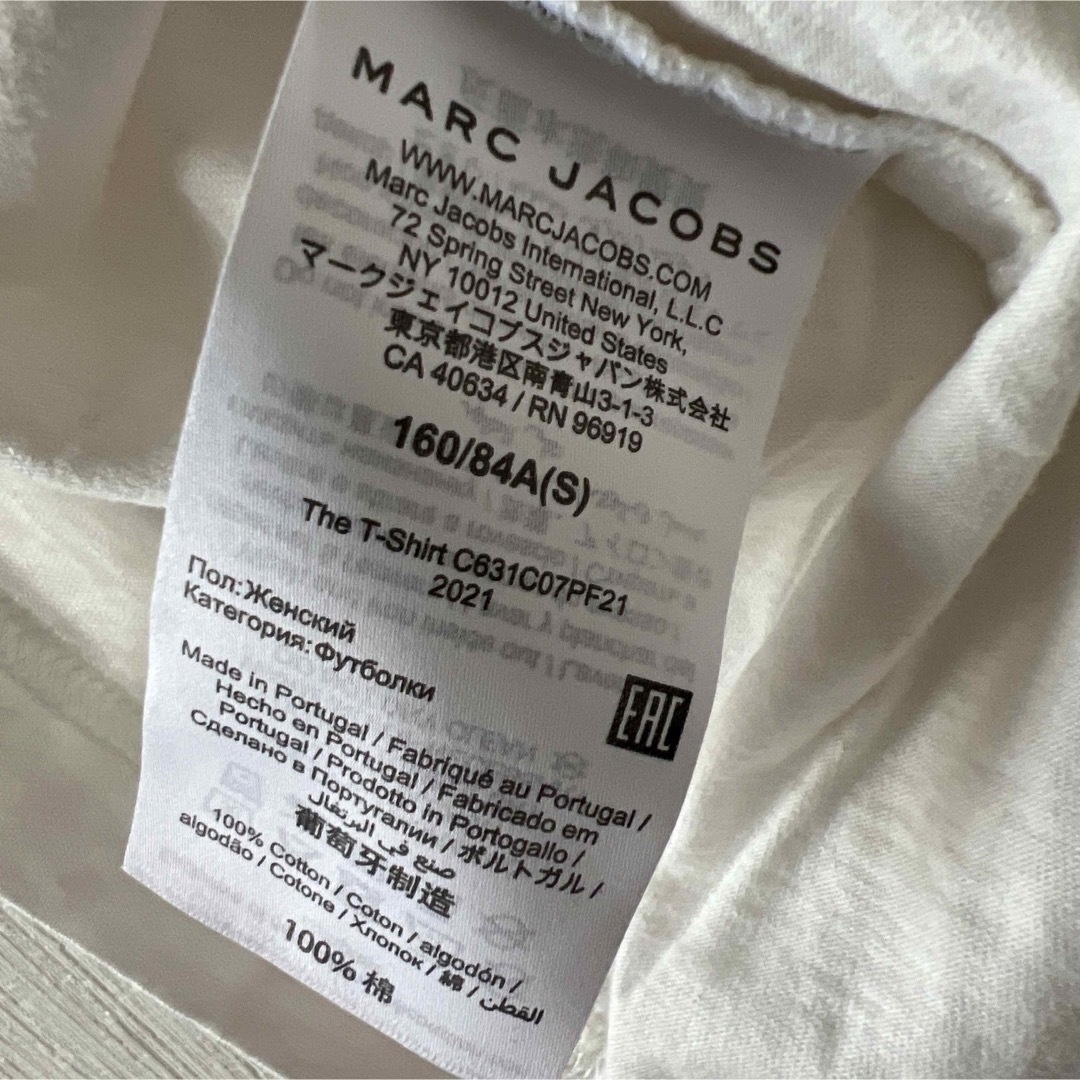 MARC JACOBS
WWW.MARCJACOBS.COM
Marc Jacobs International, L.L.C
72 Spring Street New York,
NY 10012 United States
マークジェイコブスジャパン株式会社
東京都港区南青山3-1-3
CA 40634 / RN 96919
160/84A(S)
The T-Shirt C631C07PF21
2021
Пол: Женский
Категория: Футболки
EAC
Made in Portugal / Fabriqué au Portugal /
Hecho en Portugal / Fabricado em
Portugal / Prodotto in Portogallo /
Сделано в Португалии / ポルトガル /
صنع في البرتغال
葡萄牙制造
100% Cotton / Coton / algodón /
algodão / Cotone / Хлопок / 綿 / القطن
100% 棉